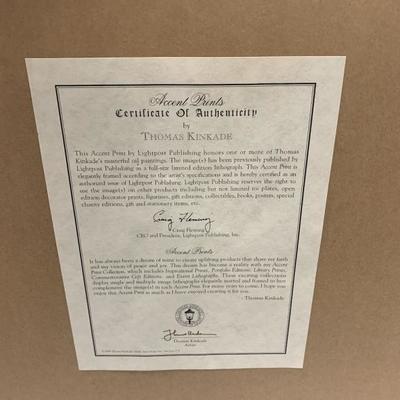 Accent Prints
Certificate Of Authenticity
by
THOMAS KINKADE
This Accent Print by Lightpost Publishing honors one or more of Thomas
Kinkade's masterful oil paintings. The image(s) has been previously published by
Lightpost Publishing as a full-size limited edition lithograph. This Accent Print is
elegantly framed according to the artist's specifications and is hereby certified as an
authorized issue of Lightpost Publishing. Lightpost Publishing reserves the right to use
the image(s) on other products including but not limited to: plates, open
edition decorator prints, figurines, gift editions, collectibles, books, posters, special
charity editions, gift and stationery items, etc.
Craig Fleming
Craig Fleming
CEO and President, Lightpost Publishing, Inc.
Accent Prints
It has always been a dream of mine to create uplifting products that share my faith
and my vision of peace and joy. This dream has become a reality with my Accent
Print Collection, which includes Inspirational Prints, Portfolio Editions, Library Prints,
Commemorative Gift Editions and Event Lithographs. These exciting collections
display single and multiple image lithographs elegantly matted and framed to best
complement the image(s) in each Accent Print. For many years to come, I hope you
enjoy this Accent Print as much as I have enjoyed creating it for you.
- Thomas Kinkade
Thomas Kinkade
Artist